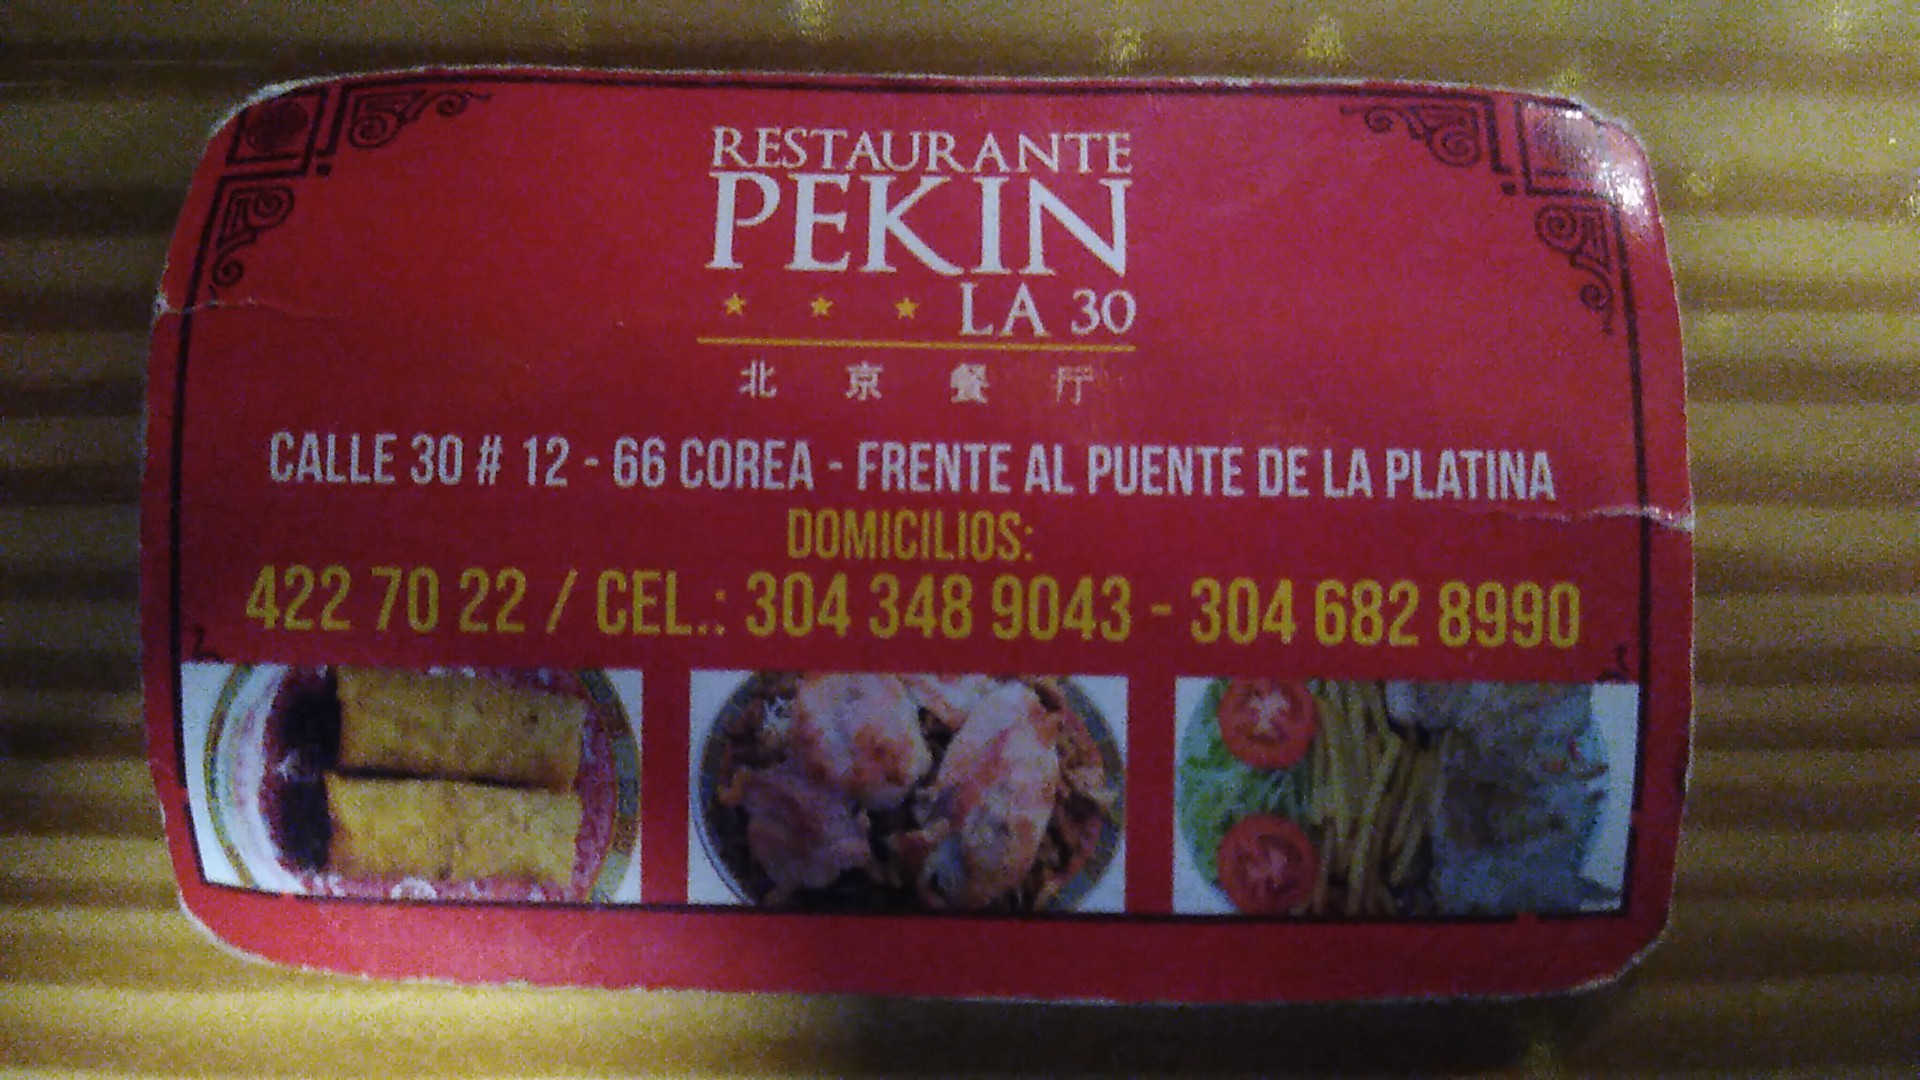 RESTAURANTE
PEKIN
LA 30
北京餐厅
CALLE 30 # 12 - 66 COREA - FRENTE AL PUENTE DE LA PLATINA
DOMICILIOS:
422 70 22 / CEL.: 304 348 9043 - 304 682 8990